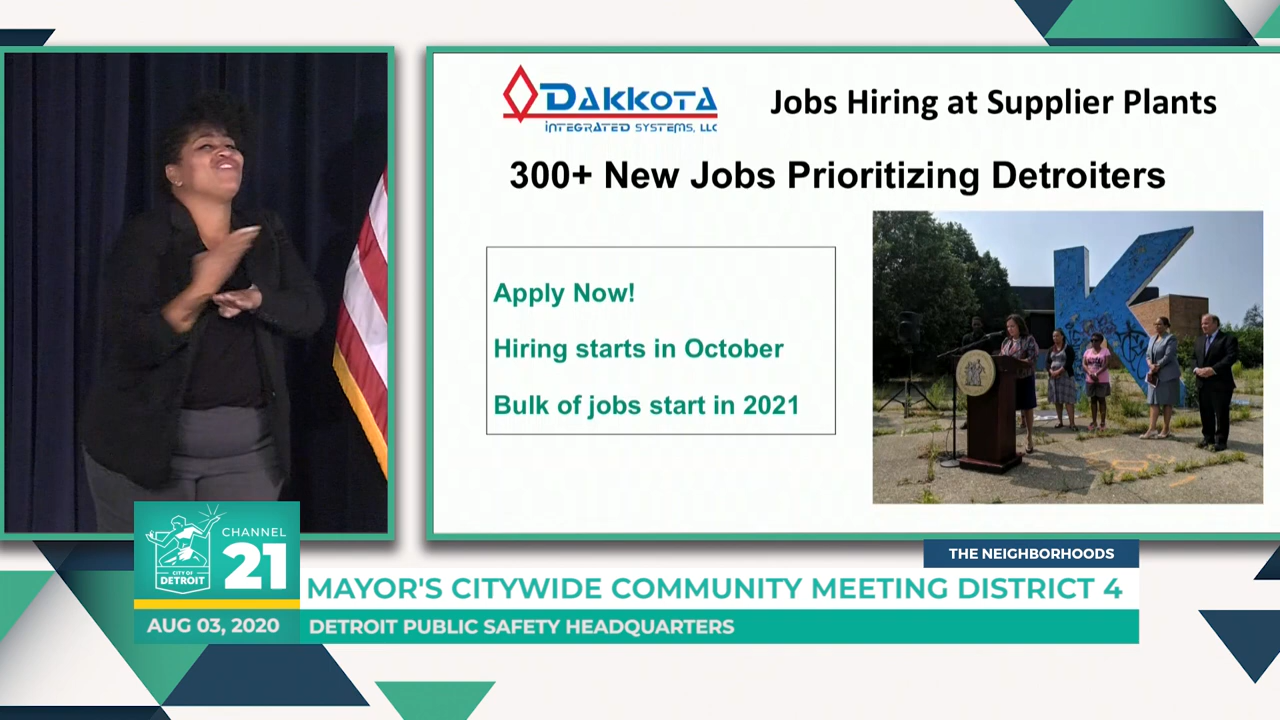 DAKKOTA
INTEGRATED SYSTEMS, LLC
Jobs Hiring at Supplier Plants
300+ New Jobs Prioritizing Detroiters
Apply Now!
Hiring starts in October
Bulk of jobs start in 2021
K
THE NEIGHBORHOODS
CHANNEL
21
CITY OF
DETROIT
MAYOR'S CITYWIDE COMMUNITY MEETING DISTRICT 4
AUG 03, 2020
DETROIT PUBLIC SAFETY HEADQUARTERS